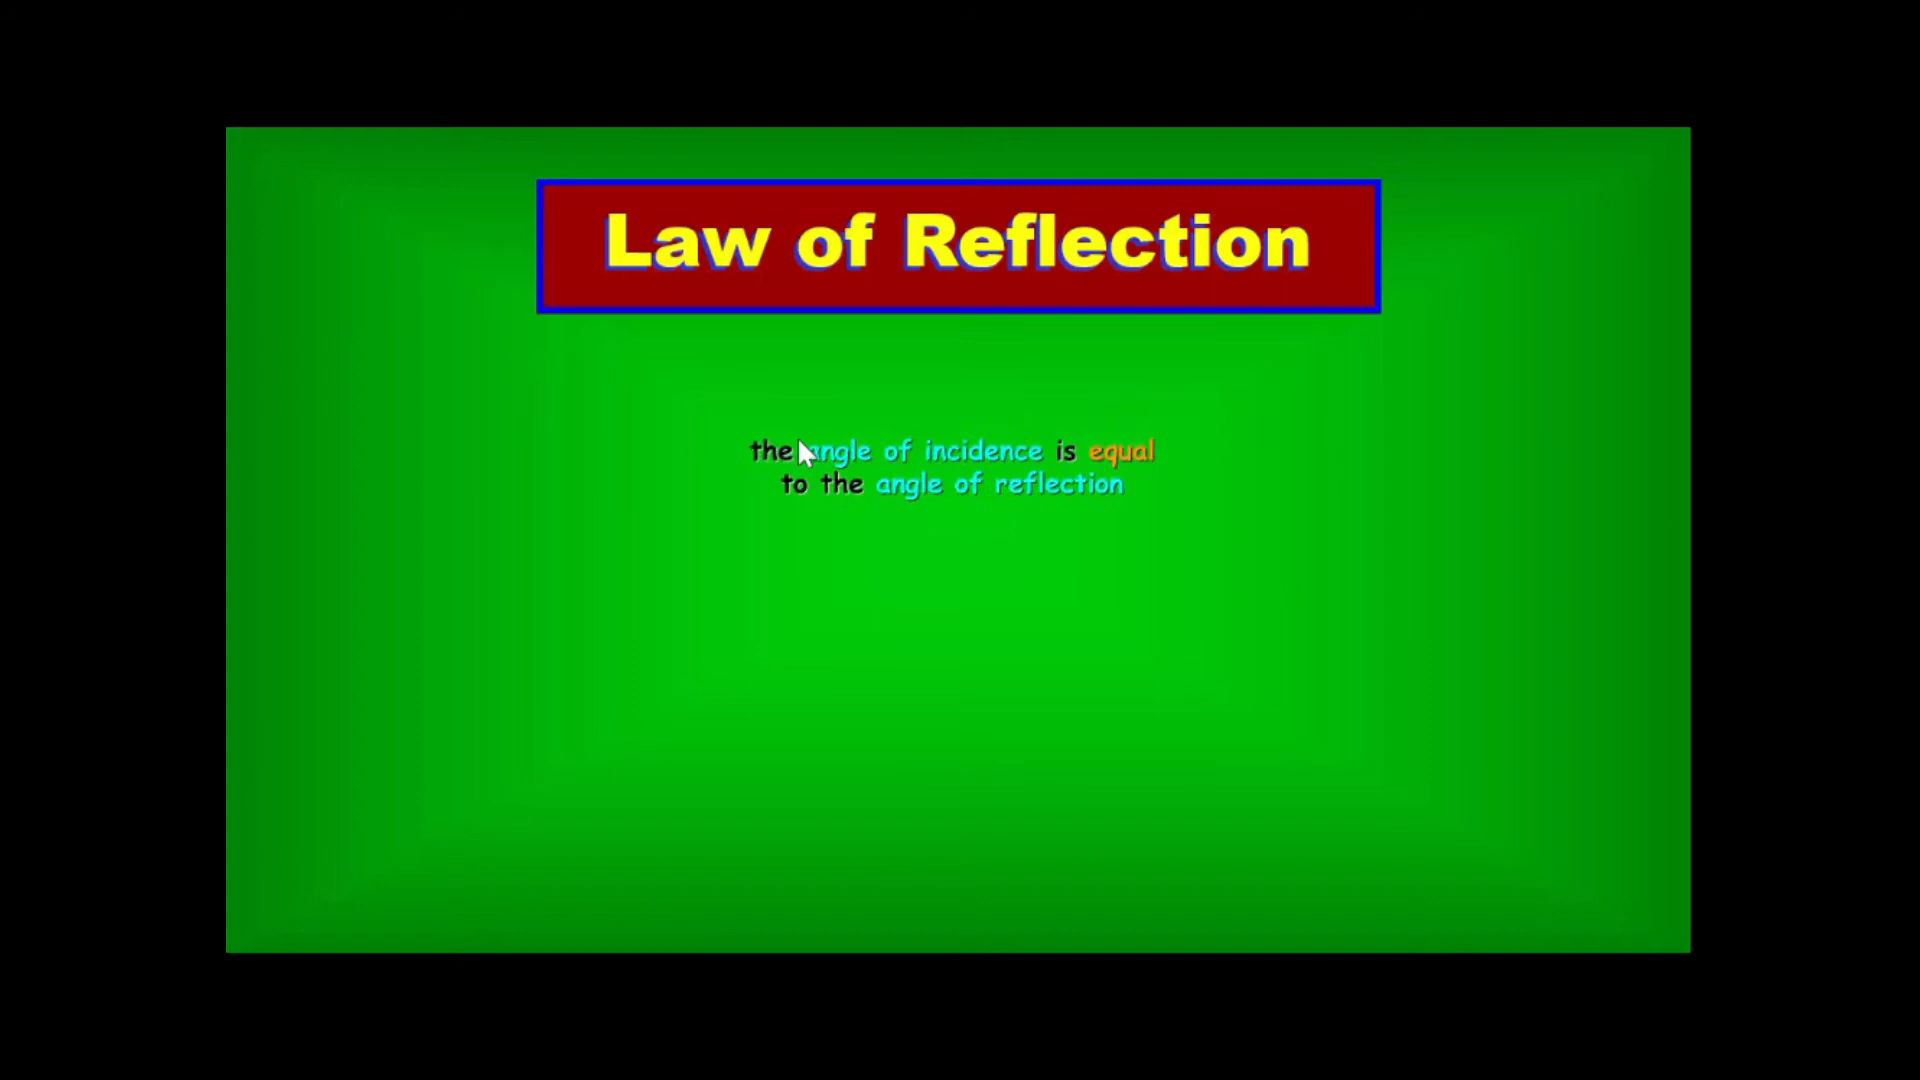 Law of Reflection
the angle of incidence is equal
to the angle of reflection